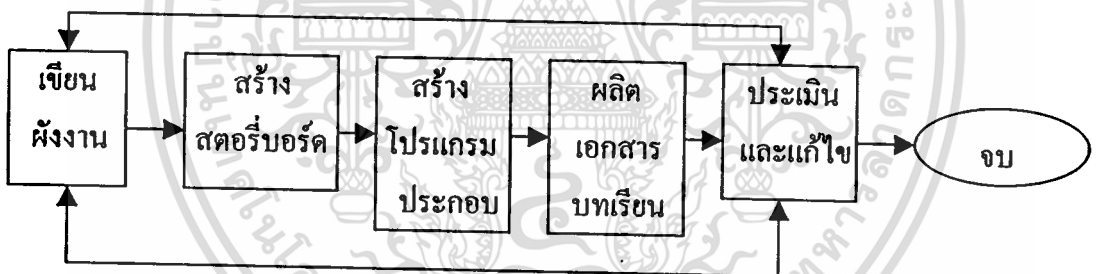 เขียน
ผังงาน
สร้าง
สตอรี่บอร์ด
สร้าง
โปรแกรม
ประกอบ
ผลิต
เอกสาร
บทเรียน
ประเมิน
และแก้ไข
จบ